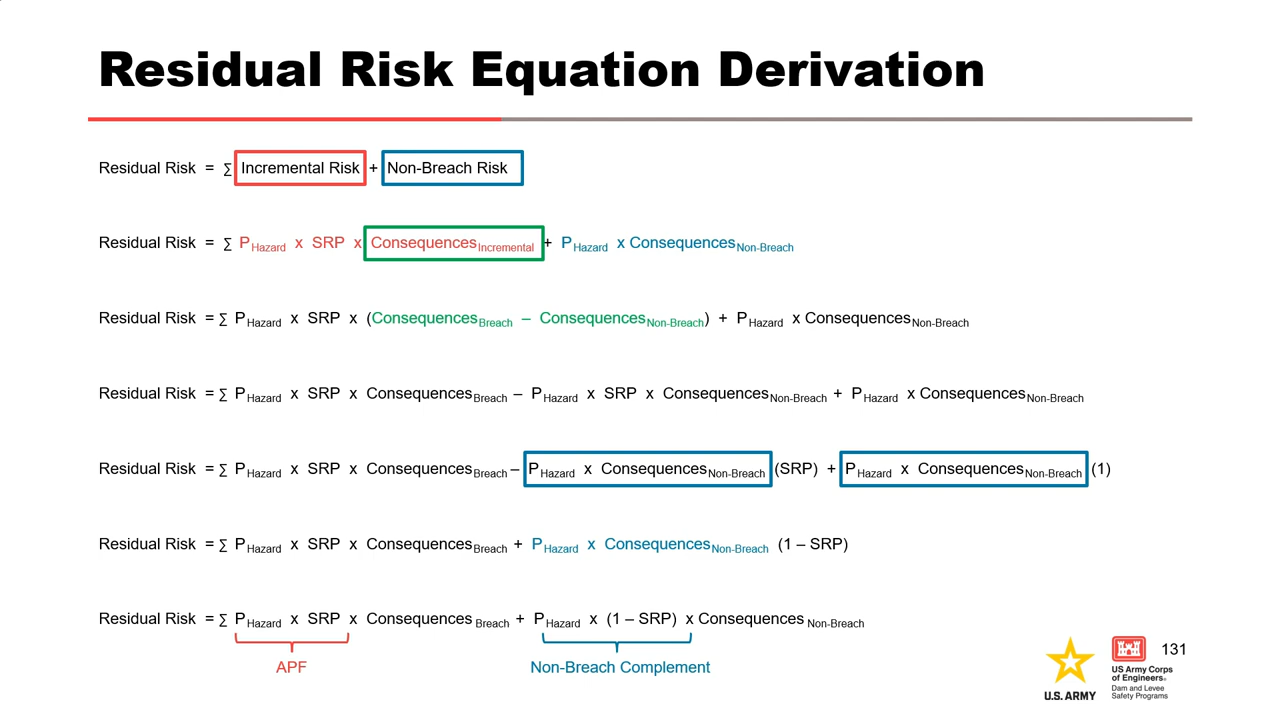 Residual Risk Equation Derivation
Residual Risk = ∑ Incremental Risk + Non-Breach Risk
Residual Risk = ∑ PHazard x SRP x ConsequencesIncremental + PHazard x ConsequencesNon-Breach
Residual Risk = ∑ PHazard x SRP x (ConsequencesBreach – ConsequencesNon-Breach) + PHazard x ConsequencesNon-Breach
Residual Risk = ∑ PHazard x SRP x ConsequencesBreach – PHazard x SRP x ConsequencesNon-Breach + PHazard x ConsequencesNon-Breach
Residual Risk = ∑ PHazard x SRP x ConsequencesBreach – PHazard x ConsequencesNon-Breach (SRP) + PHazard x ConsequencesNon-Breach (1)
Residual Risk = ∑ PHazard x SRP x ConsequencesBreach + PHazard x ConsequencesNon-Breach (1 – SRP)
Residual Risk = ∑ PHazard x SRP x Consequences Breach + PHazard x (1 – SRP) x Consequences Non-Breach
APF
Non-Breach Complement
131
U.S. ARMY
US Army Corps
of Engineers®
Dam and Levee
Safety Programs